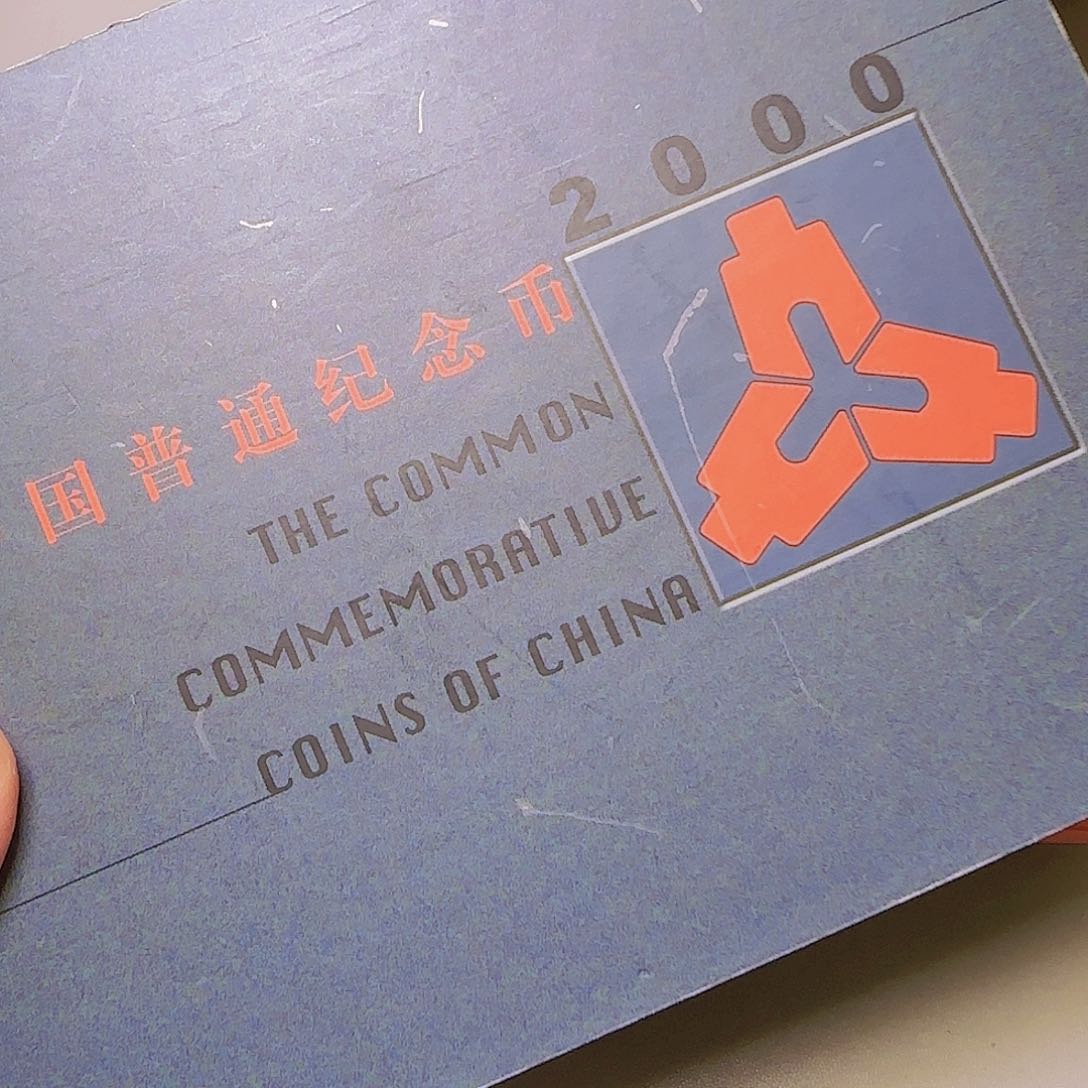 2000
国普通纪念币
THE COMMON
COMMEMORATIVE
COINS OF CHINA